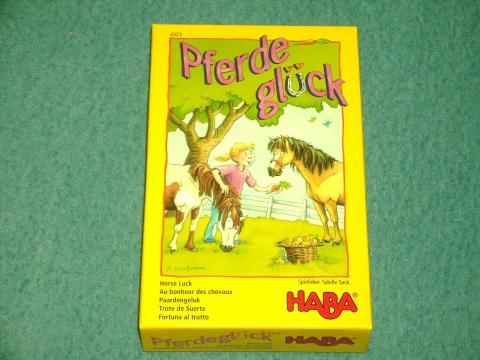 4323
Pferde
glück
Horse Luck
Au bonheur des chevaux
Paardengeluk
Trote de Suerte
Fortuna al trotto
Spielidee: Sybille Sack
HABA
Pferdeglück
HABA